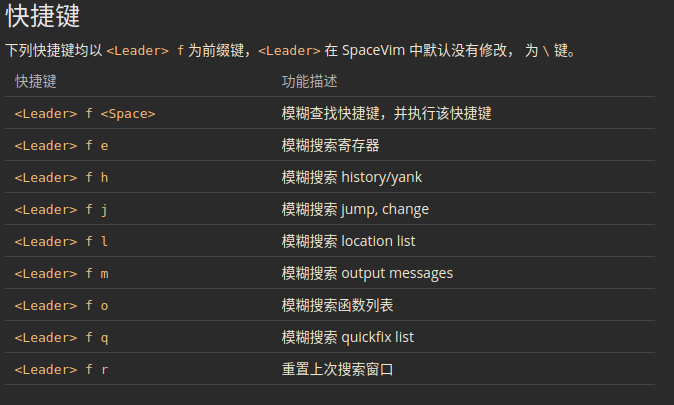 快捷键
下列快捷键均以 <Leader> f 为前缀键，<Leader> 在 SpaceVim 中默认没有修改， 为 \ 键。
快捷键 功能描述
<Leader> f <Space> 模糊查找快捷键，并执行该快捷键
<Leader> f e 模糊搜索寄存器
<Leader> f h 模糊搜索 history/yank
<Leader> f j 模糊搜索 jump, change
<Leader> f l 模糊搜索 location list
<Leader> f m 模糊搜索 output messages
<Leader> f o 模糊搜索函数列表
<Leader> f q 模糊搜索 quickfix list
<Leader> f r 重置上次搜索窗口